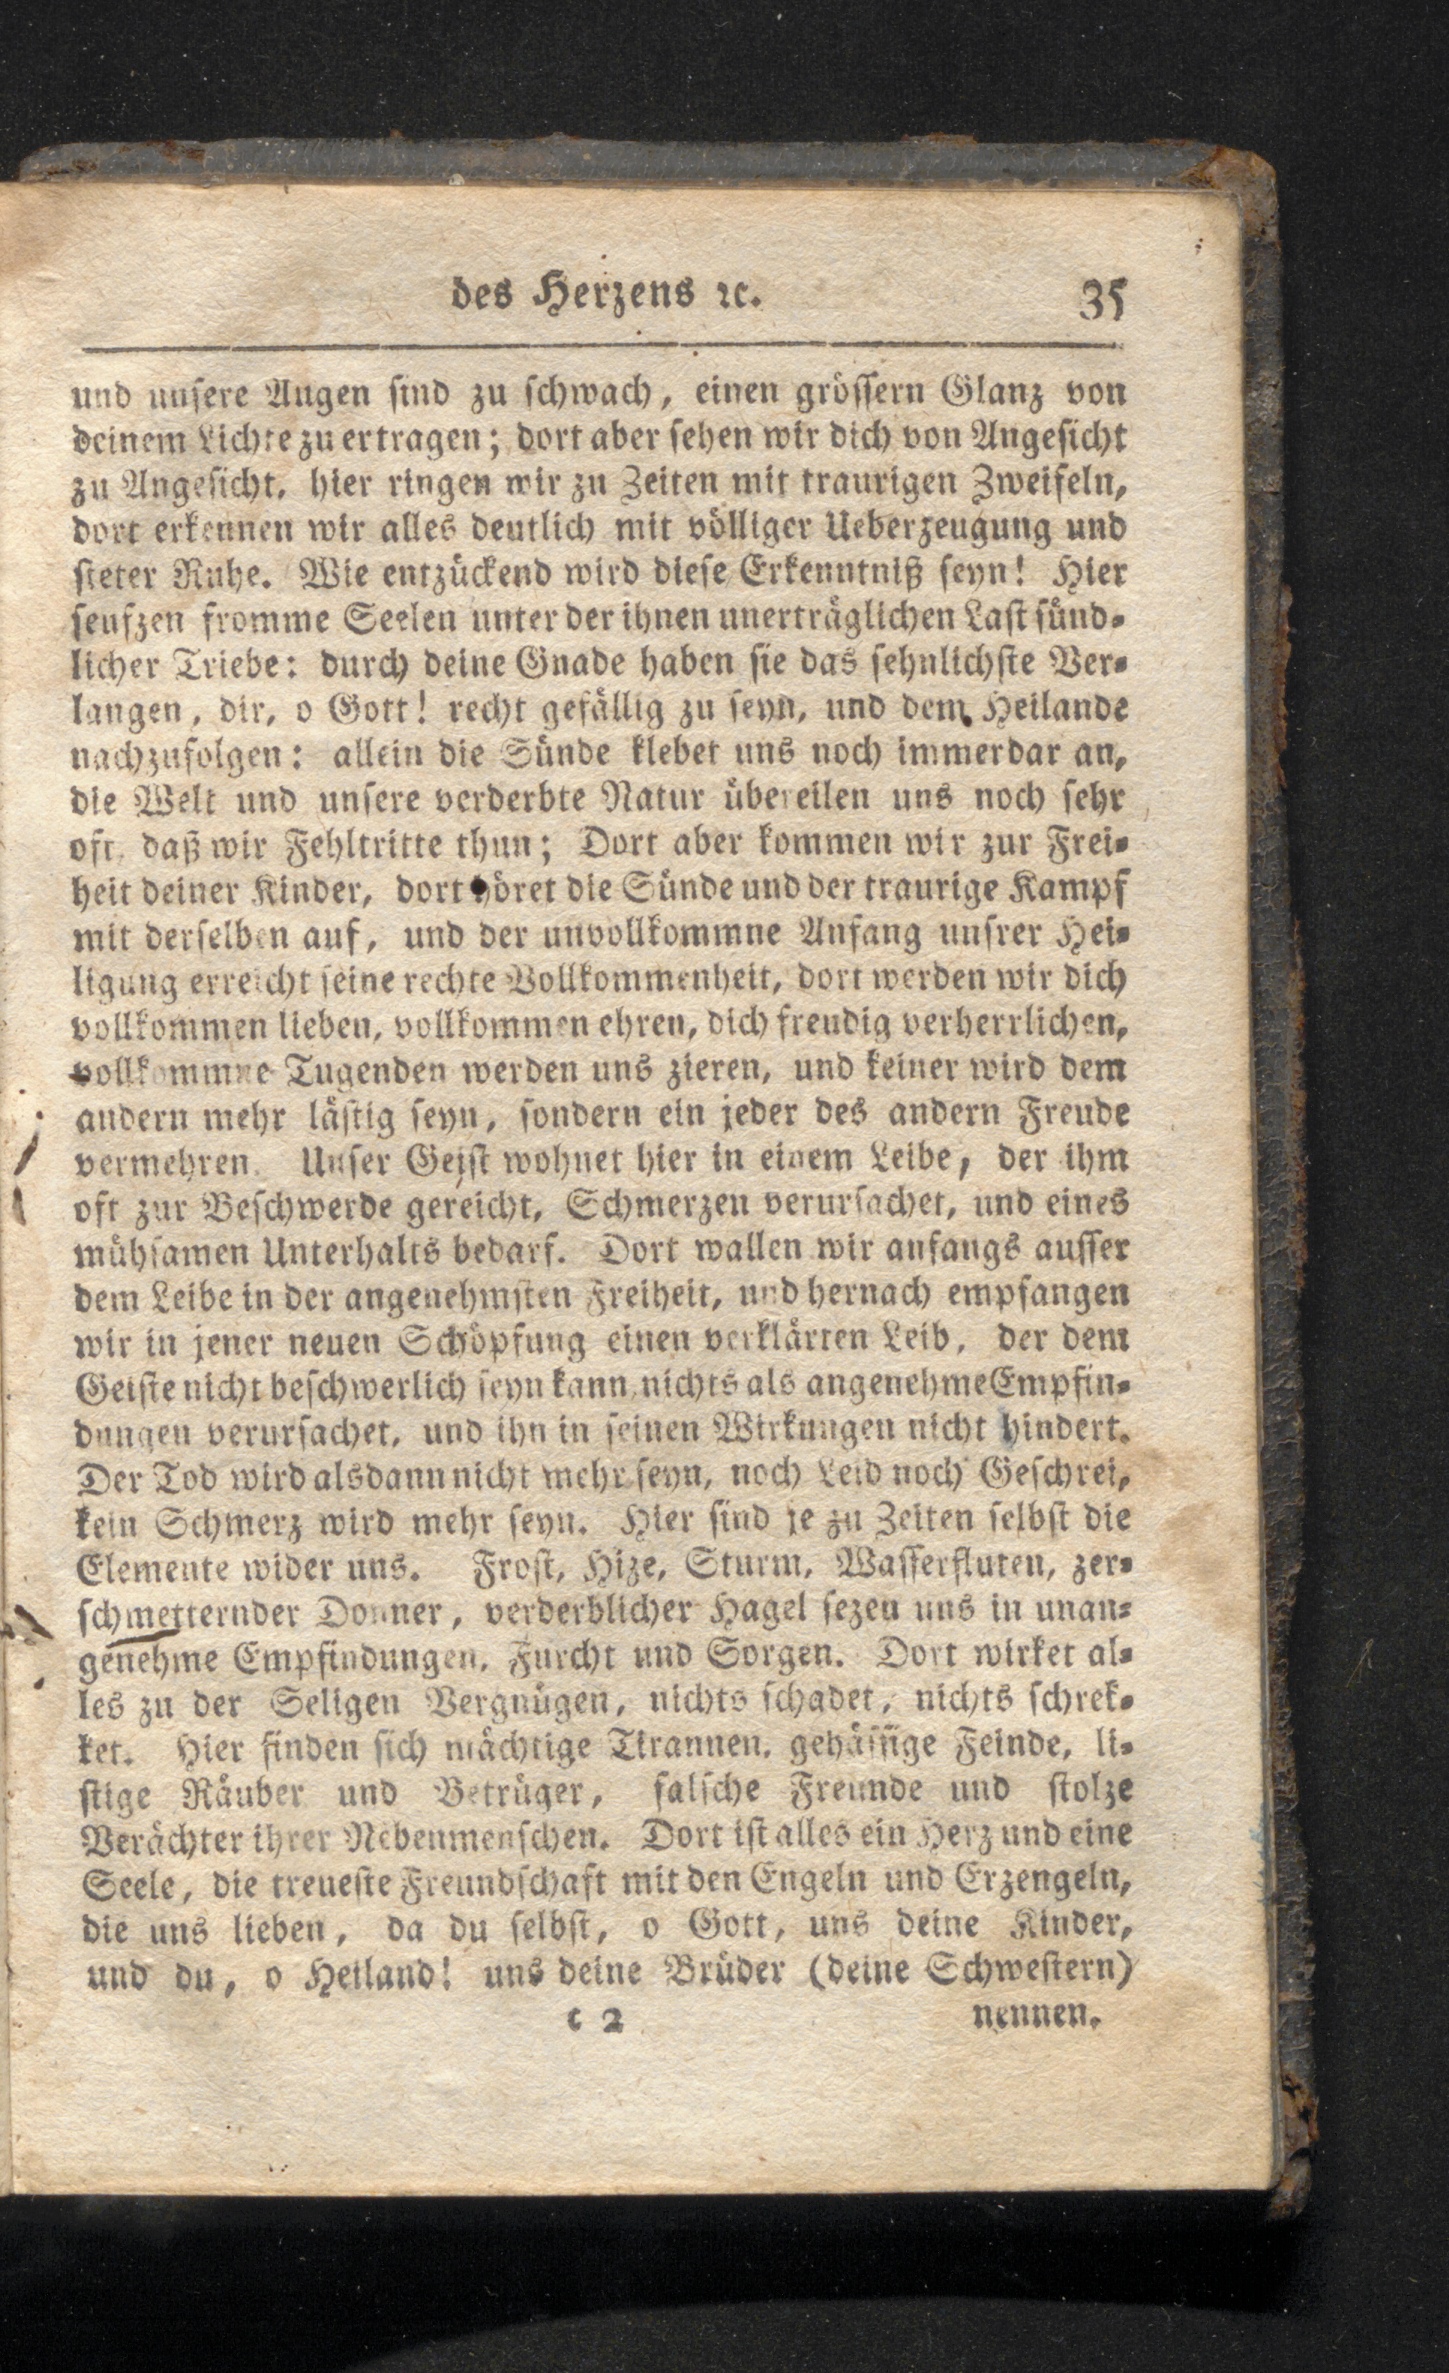 des Herzens ꝛc. 35
und unsere Augen sind zu schwach, einen grössern Glanz von
deinem Lichte zu ertragen; dort aber sehen wir dich von Angesicht
zu Angesicht, hier ringen wir zu Zeiten mit traurigen Zweifeln,
dort erkennen wir alles deutlich mit völliger Ueberzeugung und
steter Ruhe. Wie entzückend wird diese Erkenntniß seyn! Hier
seufzen fromme Seelen unter der ihnen unerträglichen Last sünd-
licher Triebe: durch deine Gnade haben sie das sehnlichste Ver-
langen, dir, o Gott! recht gefällig zu seyn, und dem Heilande
nachzufolgen: allein die Sünde klebet uns noch immerdar an,
die Welt und unsere verderbte Natur übereilen uns noch sehr
oft, daß wir Fehltritte thun; Dort aber kommen wir zur Frei-
heit deiner Kinder, dort höret die Sünde und der traurige Kampf
mit derselben auf, und der unvollkommne Anfang unsrer Hei-
ligung erreicht seine rechte Vollkommenheit, dort werden wir dich
vollkommen lieben, vollkommen ehren, dich freudig verherrlichen,
vollkommne Tugenden werden uns zieren, und keiner wird dem
andern mehr lästig seyn, sondern ein jeder des andern Freude
vermehren. Unser Geist wohnet hier in einem Leibe, der ihm
oft zur Beschwerde gereicht, Schmerzen verursachet, und eines
mühsamen Unterhalts bedarf. Dort wallen wir anfangs ausser
dem Leibe in der angenehmsten Freiheit, und hernach empfangen
wir in jener neuen Schöpfung einen verklärten Leib, der dem
Geiste nicht beschwerlich seyn kann, nichts als angenehme Empfin-
dungen verursachet, und ihn in seinen Wirkungen nicht hindert.
Der Tod wird alsdann nicht mehr seyn, noch Leid noch Geschrei,
kein Schmerz wird mehr seyn. Hier sind je zu Zeiten selbst die
Elemente wider uns. Frost, Hize, Sturm, Wasserfluten, zer-
schmetternder Donner, verderblicher Hagel sezen uns in unan-
genehme Empfindungen, Furcht und Sorgen. Dort wirket al-
les zu der Seligen Vergnügen, nichts schadet, nichts schrek-
ket. Hier finden sich mächtige Tirannen, gehässige Feinde, li-
stige Räuber und Betrüger, falsche Freunde und stolze
Verächter ihrer Nebenmenschen. Dort ist alles ein Herz und eine
Seele, die treueste Freundschaft mit den Engeln und Erzengeln,
die uns lieben, da du selbst, o Gott, uns deine Kinder,
und du, o Heiland! uns deine Brüder (deine Schwestern)
c 2 nennen.